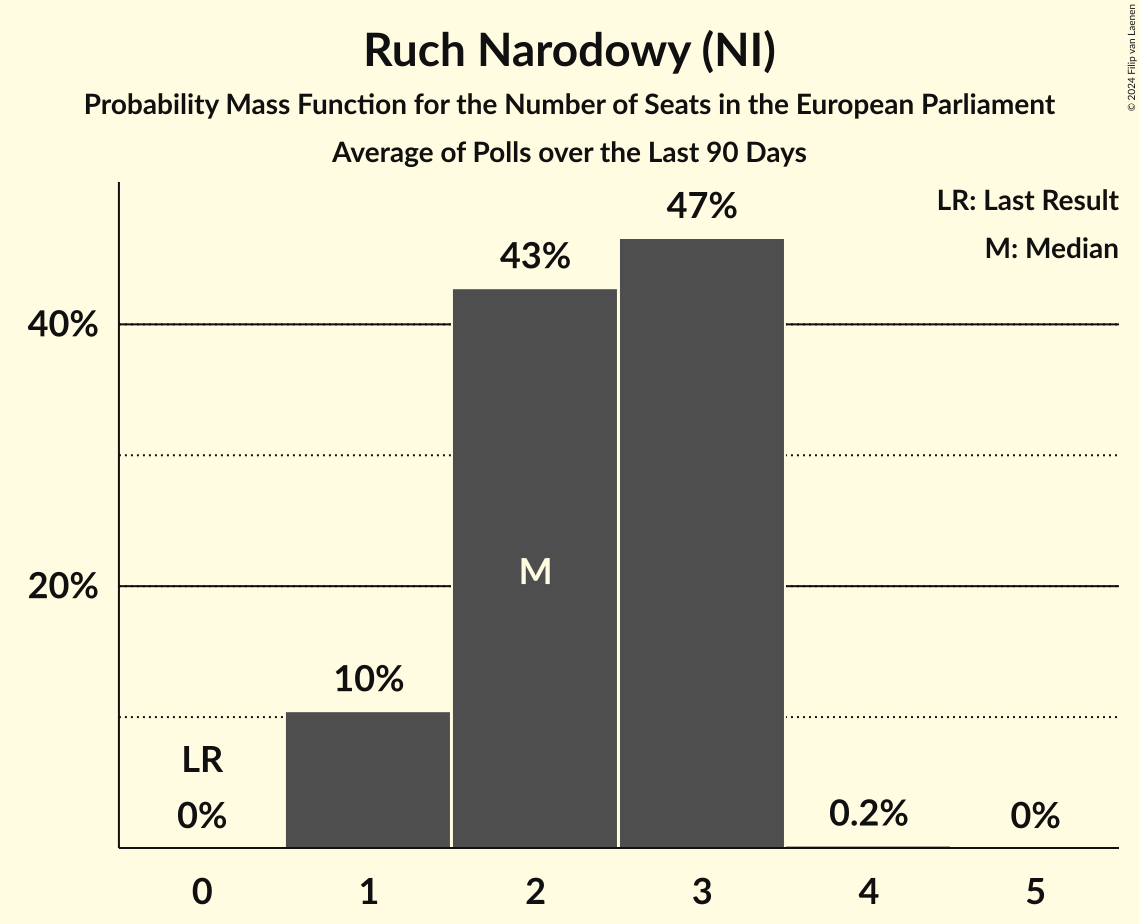 Ruch Narodowy (NI)
Probability Mass Function for the Number of Seats in the European Parliament
Average of Polls over the Last 90 Days
© 2024 Filip van Laenen
LR: Last Result
M: Median
47%
43%
40%
M
20%
10%
LR
0%
0.2%
0%
0 1 2 3 4 5